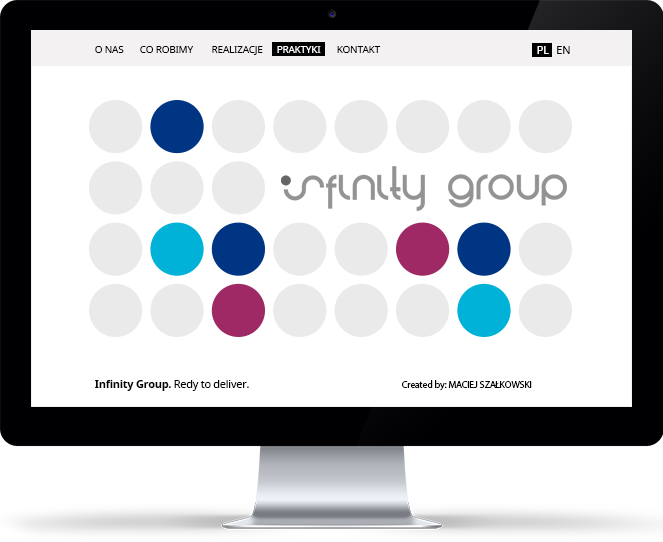 O NAS CO ROBIMY REALIZACJE PRAKTYKI KONTAKT PL EN
infinity group
Infinity Group. Redy to deliver. Created by: MACIEJ SZAŁKOWSKI